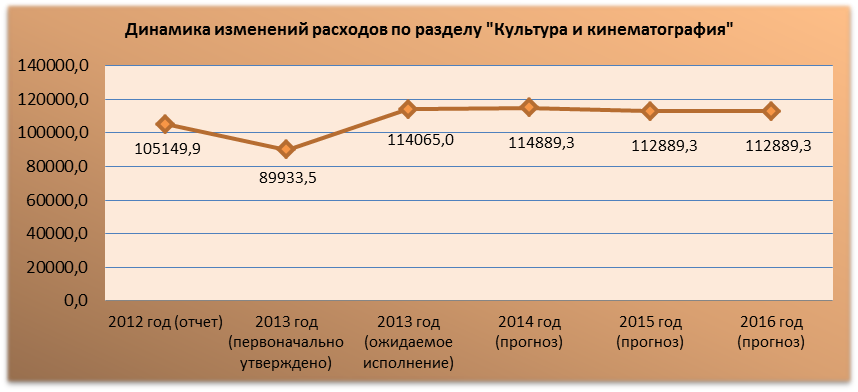 Динамика изменений расходов по разделу "Культура и кинематография"
140000,0
120000,0
100000,0
80000,0
60000,0
40000,0
20000,0
0,0
105149,9
89933,5
114065,0
114889,3
112889,3
112889,3
2012 год (отчет)
2013 год
(первоначально
утверждено)
2013 год
(ожидаемое
исполнение)
2014 год
(прогноз)
2015 год
(прогноз)
2016 год
(прогноз)